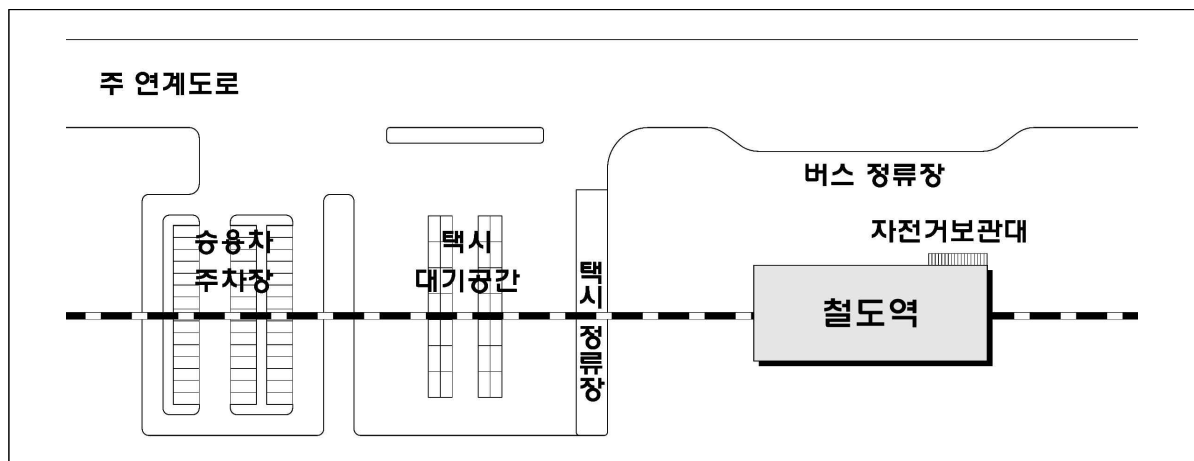 주 연계도로
버스 정류장
자전거보관대
승용차
주차장
택시
대기공간
택시 정류장
철도역